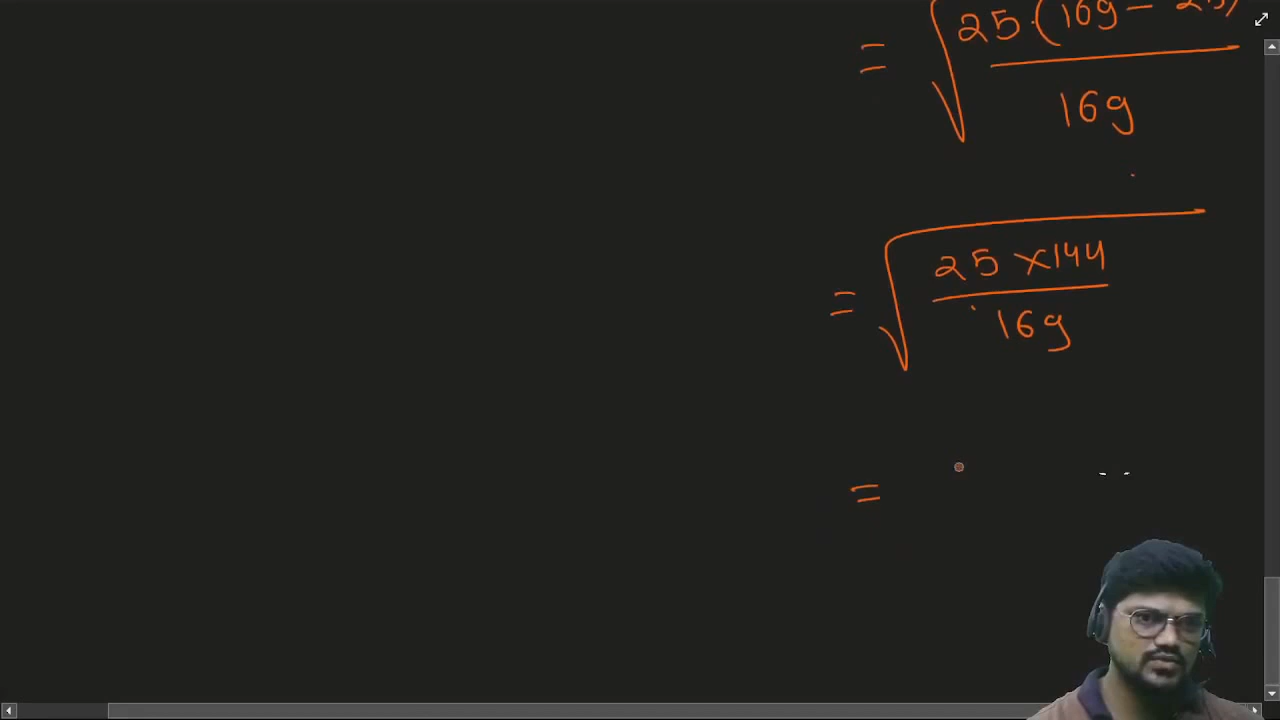 = √ 25 · (169 - 25)
169
= √ 25 × 144
169
=